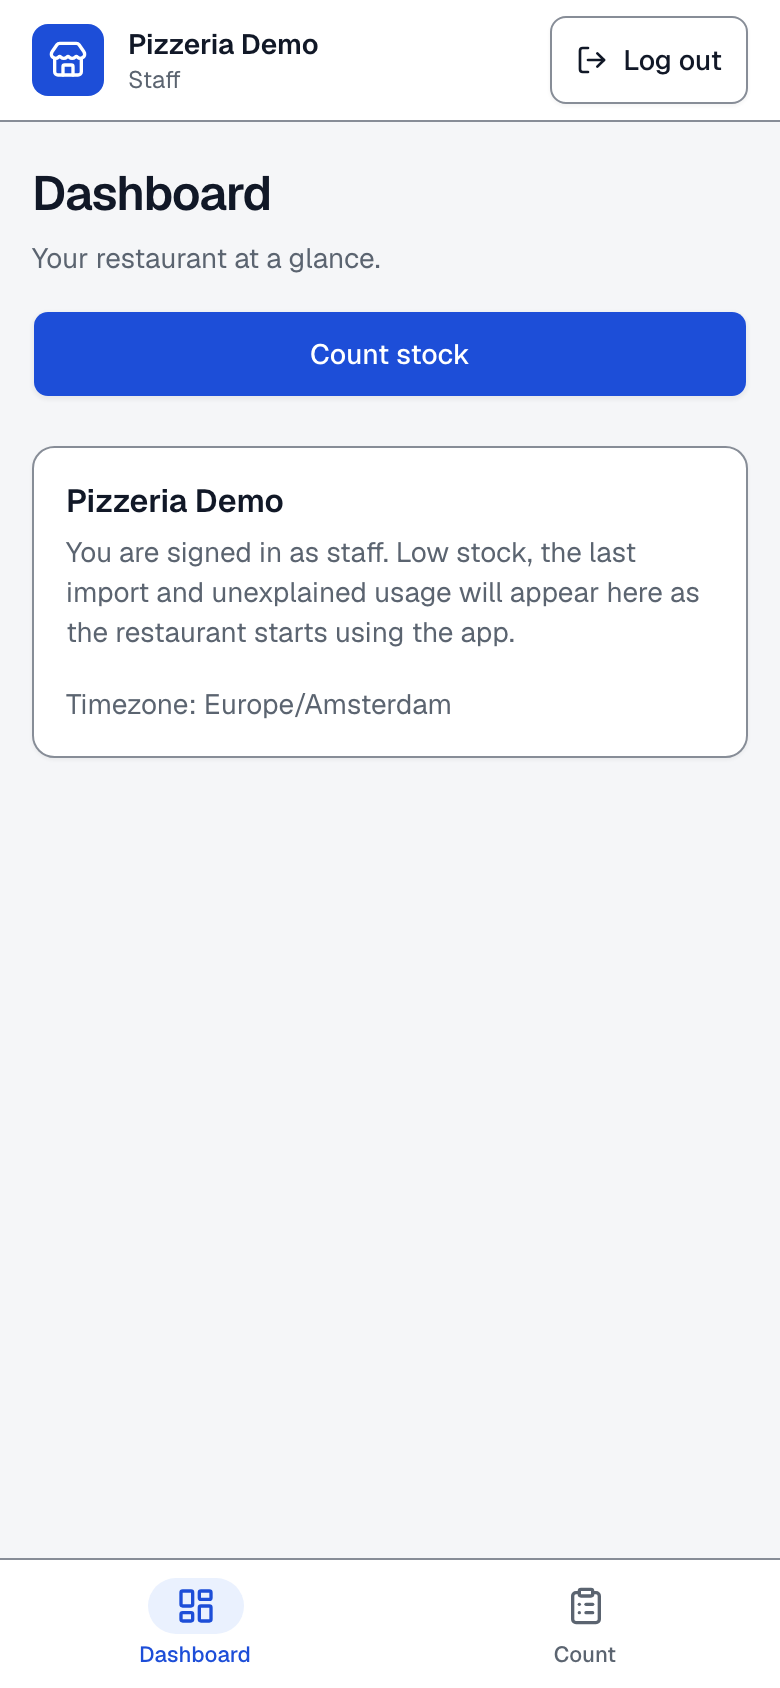 Pizzeria Demo
Staff
Log out
Dashboard
Your restaurant at a glance.
Count stock
Pizzeria Demo
You are signed in as staff. Low stock, the last
import and unexplained usage will appear here as
the restaurant starts using the app.
Timezone: Europe/Amsterdam
Dashboard
Count